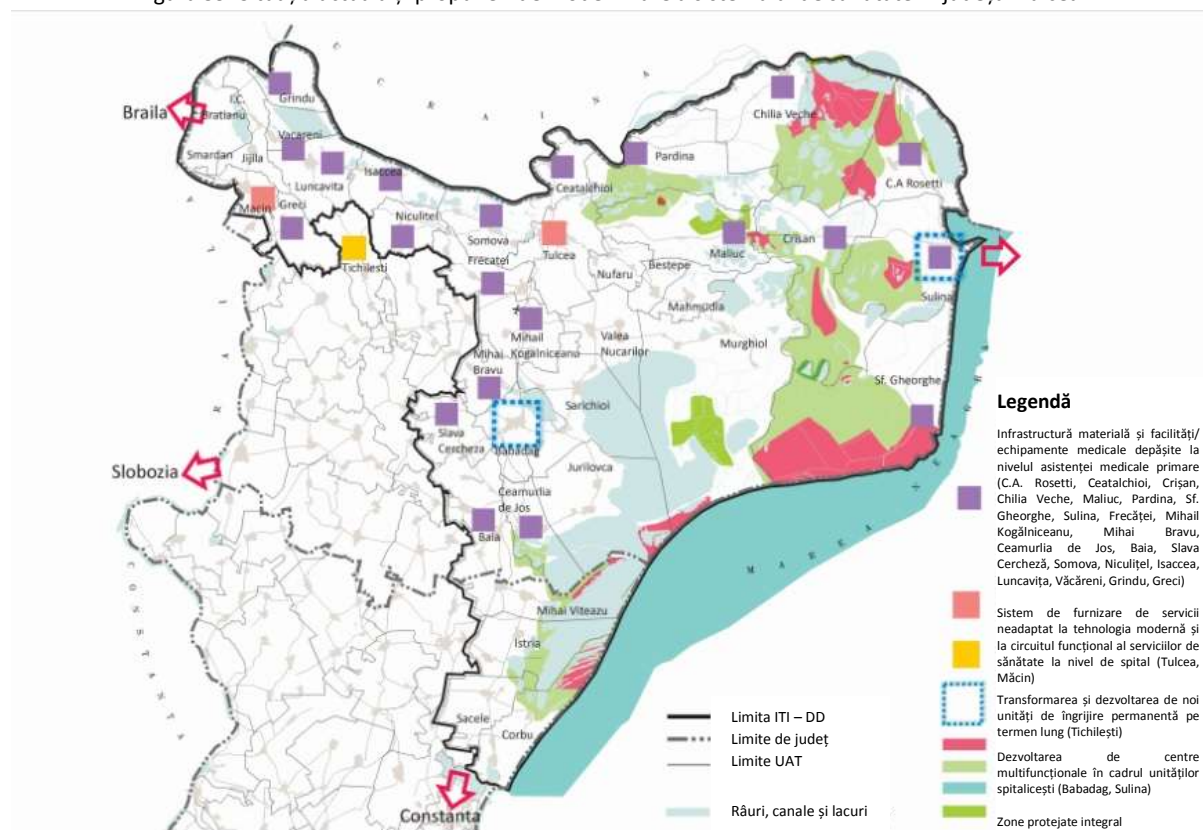 U C R A I N A
Braila
I.C.
Bratianu
Grindu
Vacareni
Smardan
Jijila
Luncavita
Isaccea
Macin
Greci
Niculitel
Tichilesti
Ceatalchioi
Pardina
Chilia Veche
C.A Rosetti
Somova
Tulcea
Frecatei
Nufaru
Bestepe
Maliuc
Crisan
Sulina
Mahmudia
Mihail
Kogalniceanu
Valea
Nucarilor
Murghiol
Mihai
Bravu
Sf. Gheorghe
Slava
Cercheza
Sarichioi
Babadag
Slobozia
Jurilovca
Ceamurlia
de Jos
Baia
M A R E A N E A G R A
C O N S T A N T A
Mihai Viteazu
Istria
Sacele
Corbu
Constanta
Limita ITI – DD
Limite de județ
Limite UAT
Râuri, canale și lacuri
Legendă
Infrastructură materială și facilități/
echipamente medicale depășite la
nivelul asistenței medicale primare
(C.A. Rosetti, Ceatalchioi, Crișan,
Chilia Veche, Maliuc, Pardina, Sf.
Gheorghe, Sulina, Frecăței, Mihail
Kogălniceanu, Mihai Bravu,
Ceamurlia de Jos, Baia, Slava
Cercheză, Somova, Niculițel, Isaccea,
Luncavița, Văcăreni, Grindu, Greci)
Sistem de furnizare de servicii
neadaptat la tehnologia modernă și
la circuitul funcțional al serviciilor de
sănătate la nivel de spital (Tulcea,
Măcin)
Transformarea și dezvoltarea de noi
unități de îngrijire permanentă pe
termen lung (Tichilești)
Dezvoltarea de centre
multifuncționale în cadrul unităților
spitalicești (Babadag, Sulina)
Zone protejate integral